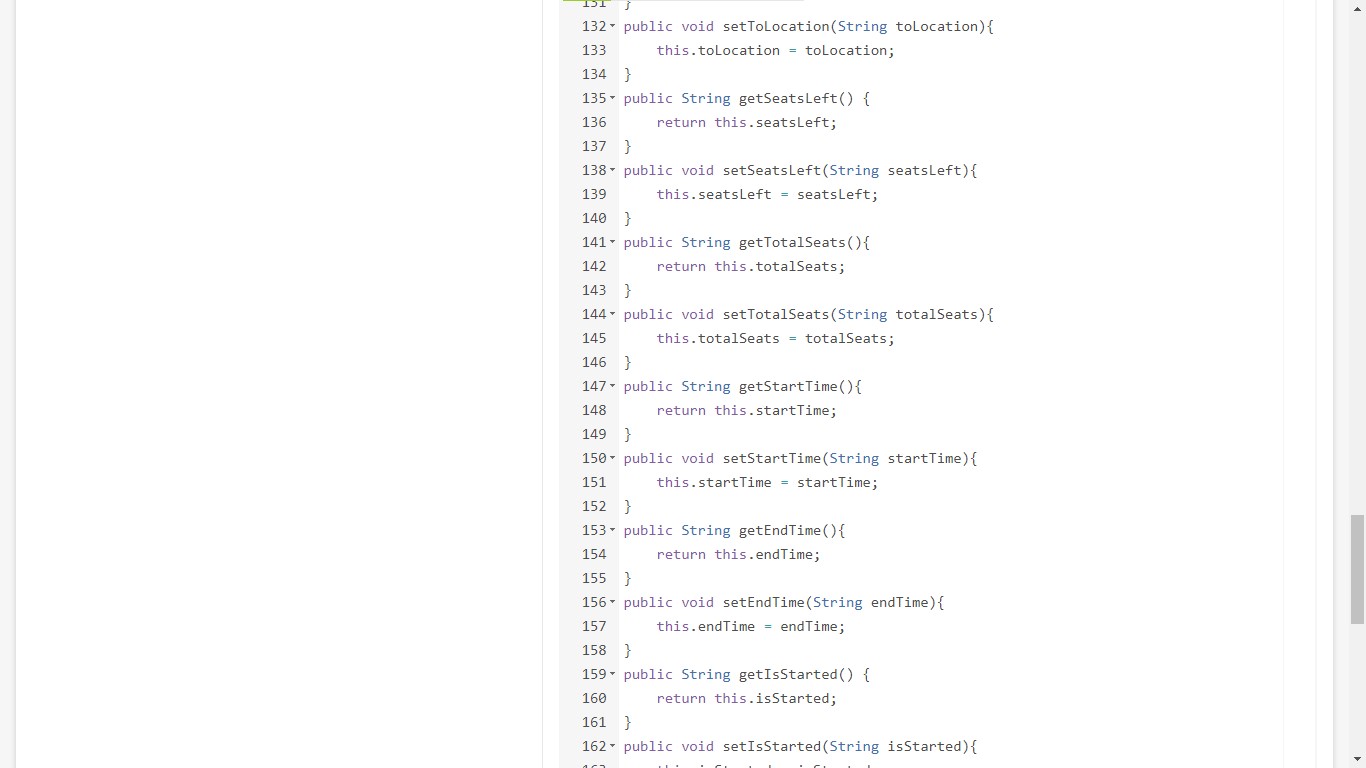 131 }
132 public void setToLocation(String toLocation){
133     this.toLocation = toLocation;
134 }
135 public String getSeatsLeft() {
136     return this.seatsLeft;
137 }
138 public void setSeatsLeft(String seatsLeft){
139     this.seatsLeft = seatsLeft;
140 }
141 public String getTotalSeats(){
142     return this.totalSeats;
143 }
144 public void setTotalSeats(String totalSeats){
145     this.totalSeats = totalSeats;
146 }
147 public String getStartTime(){
148     return this.startTime;
149 }
150 public void setStartTime(String startTime){
151     this.startTime = startTime;
152 }
153 public String getEndTime(){
154     return this.endTime;
155 }
156 public void setEndTime(String endTime){
157     this.endTime = endTime;
158 }
159 public String getIsStarted() {
160     return this.isStarted;
161 }
162 public void setIsStarted(String isStarted){